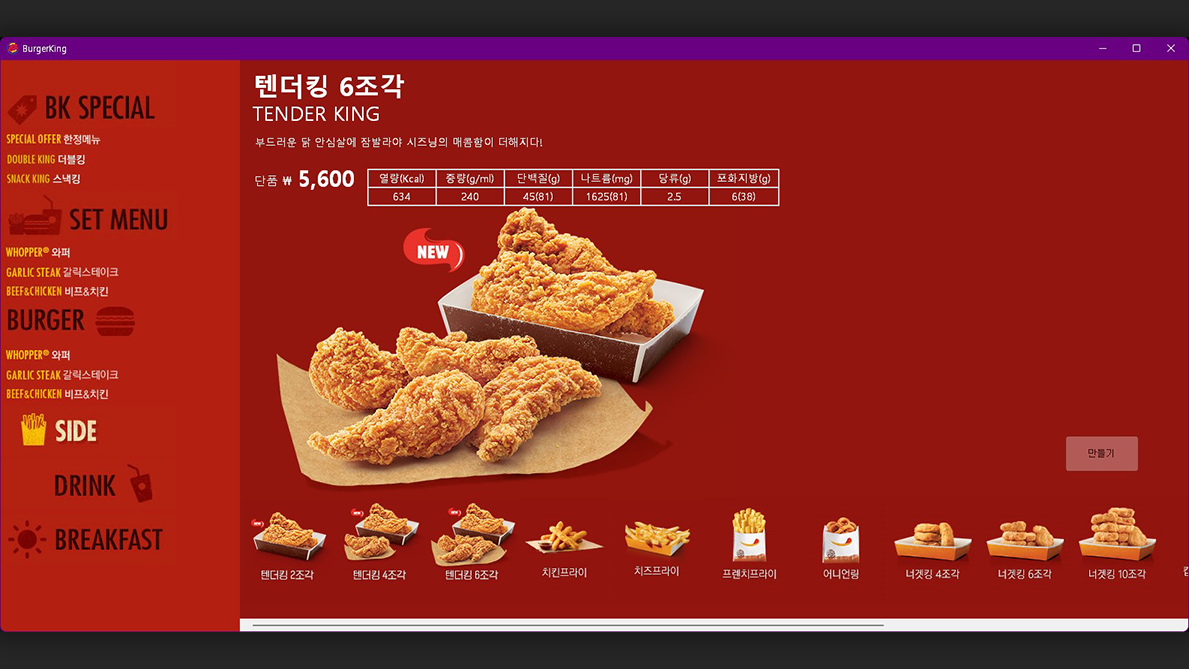 BurgerKing
BK SPECIAL
SPECIAL OFFER 한정메뉴
DOUBLE KING 더블킹
SNACK KING 스낵킹
SET MENU
WHOPPER® 와퍼
GARLIC STEAK 갈릭스테이크
BEEF&CHICKEN 비프&치킨
BURGER
WHOPPER® 와퍼
GARLIC STEAK 갈릭스테이크
BEEF&CHICKEN 비프&치킨
SIDE
DRINK
BREAKFAST
텐더킹 6조각
TENDER KING
부드러운 닭 안심살에 잠발라야 시즈닝의 매콤함이 더해지다!
단품 ₩ 5,600
열량(Kcal) 중량(g/ml) 단백질(g) 나트륨(mg) 당류(g) 포화지방(g)
634 240 45(81) 1625(81) 2.5 6(38)
NEW
만들기
텐더킹 2조각 텐더킹 4조각 텐더킹 6조각 치킨프라이 치즈프라이 프렌치프라이 어니언링 너겟킹 4조각 너겟킹 6조각 너겟킹 10조각